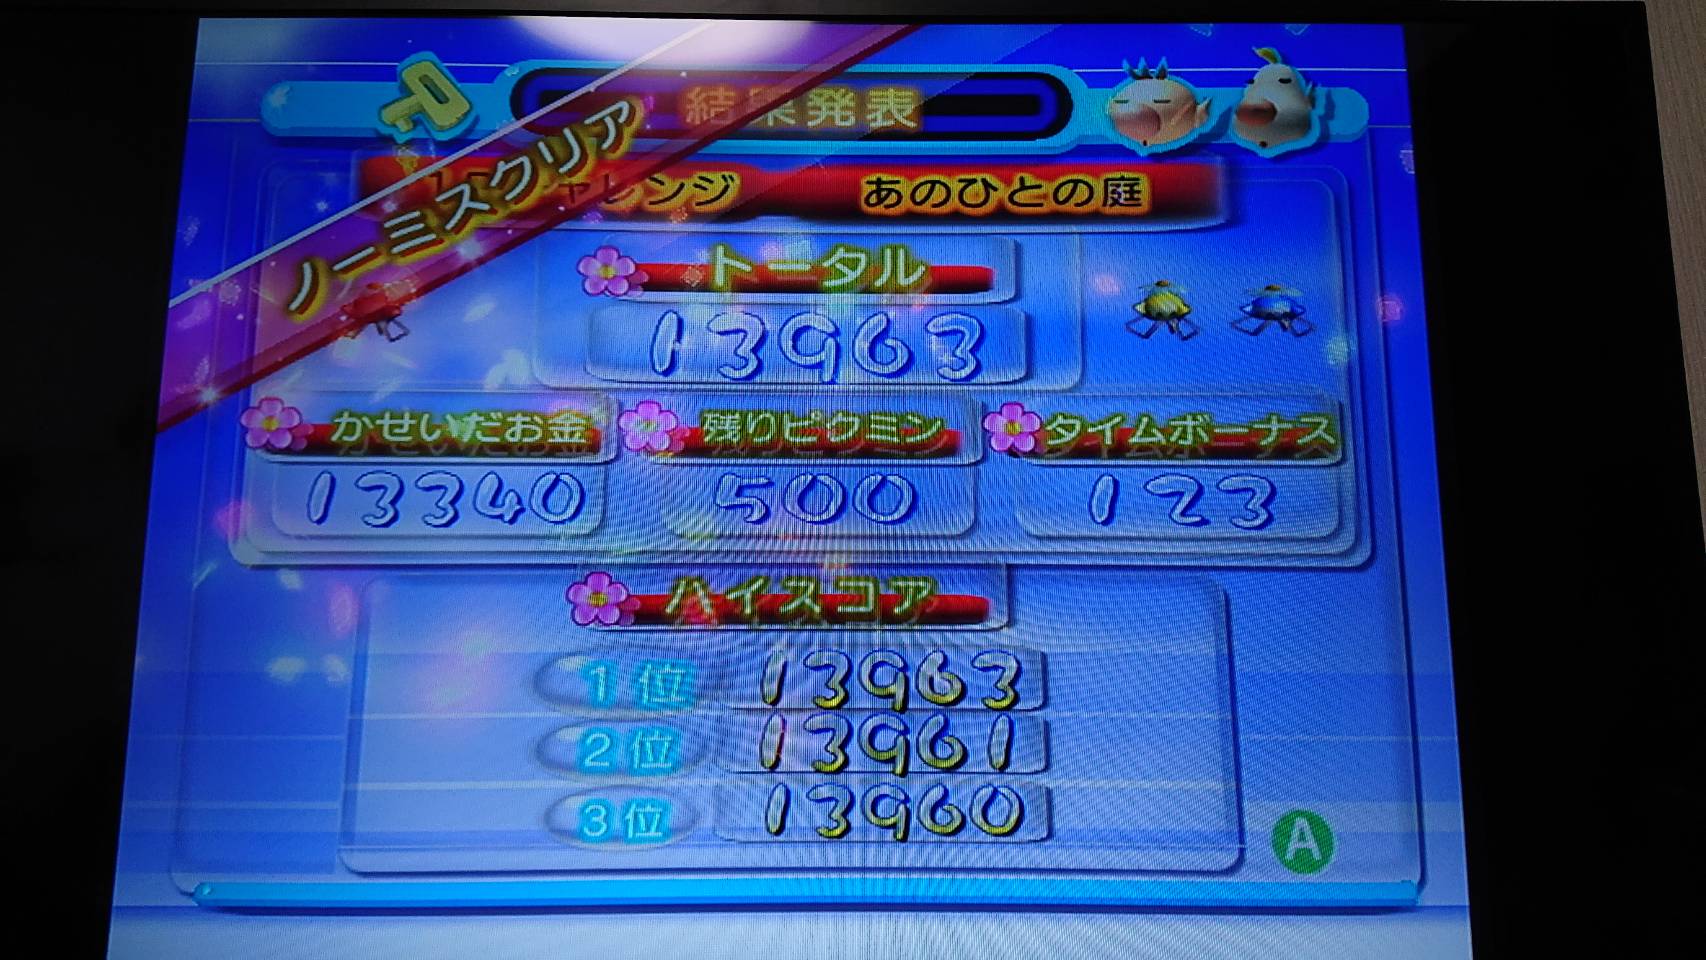 結果発表
ノーミスクリア
チャレンジ あのひとの庭
トータル
13963
かせいだお金 残りピクミン タイムボーナス
13340 500 123
ハイスコア
1位 13963
2位 13961
3位 13960
A